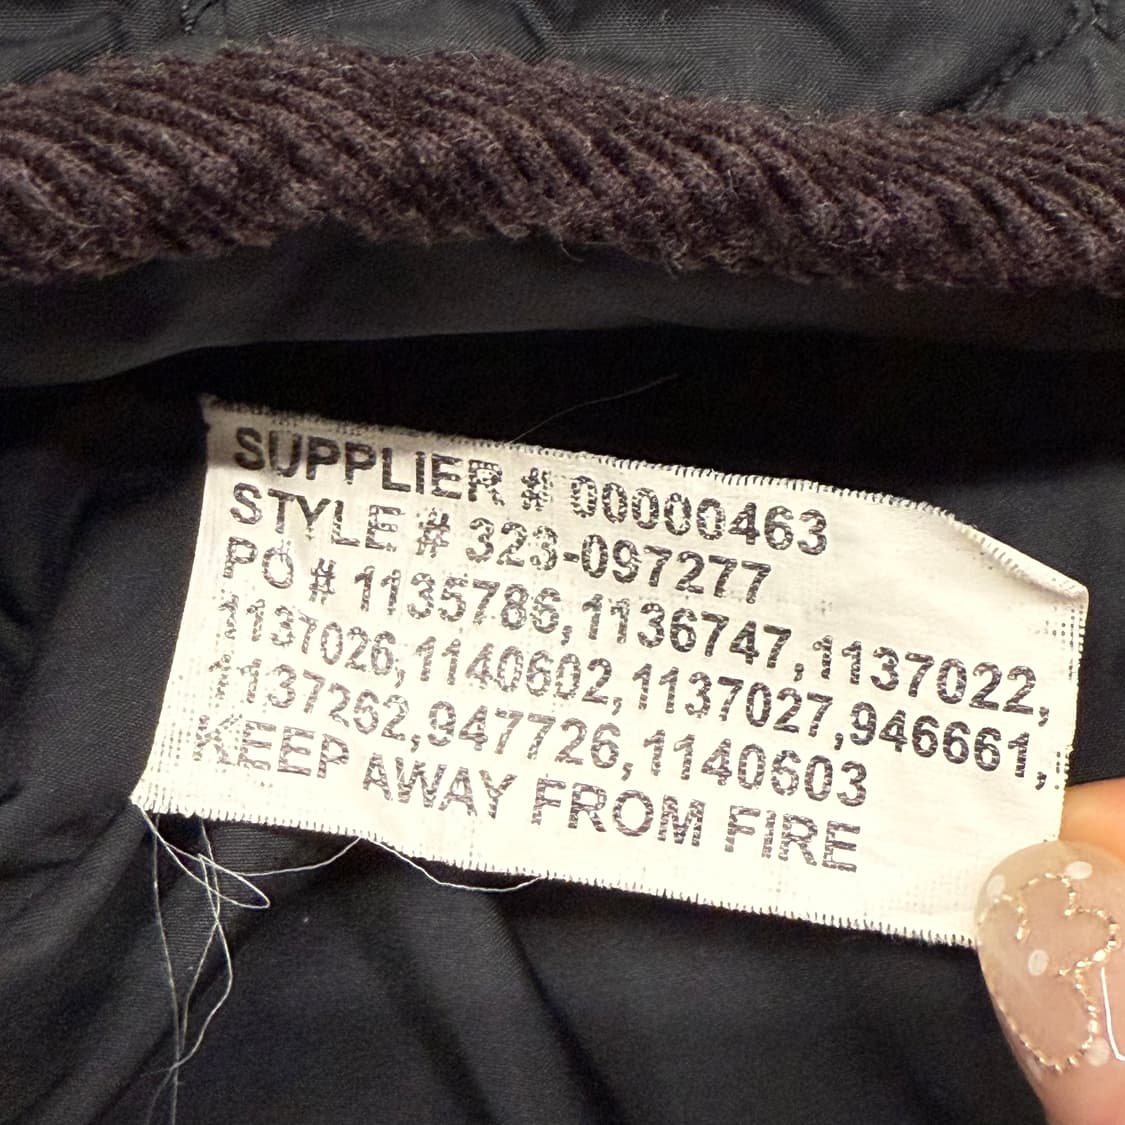 SUPPLIER # 00000463
STYLE # 323-097277
PO # 1135786,1136747,1137022,
1137026,1140602,1137027,946661,
1137262,947726,1140603
KEEP AWAY FROM FIRE